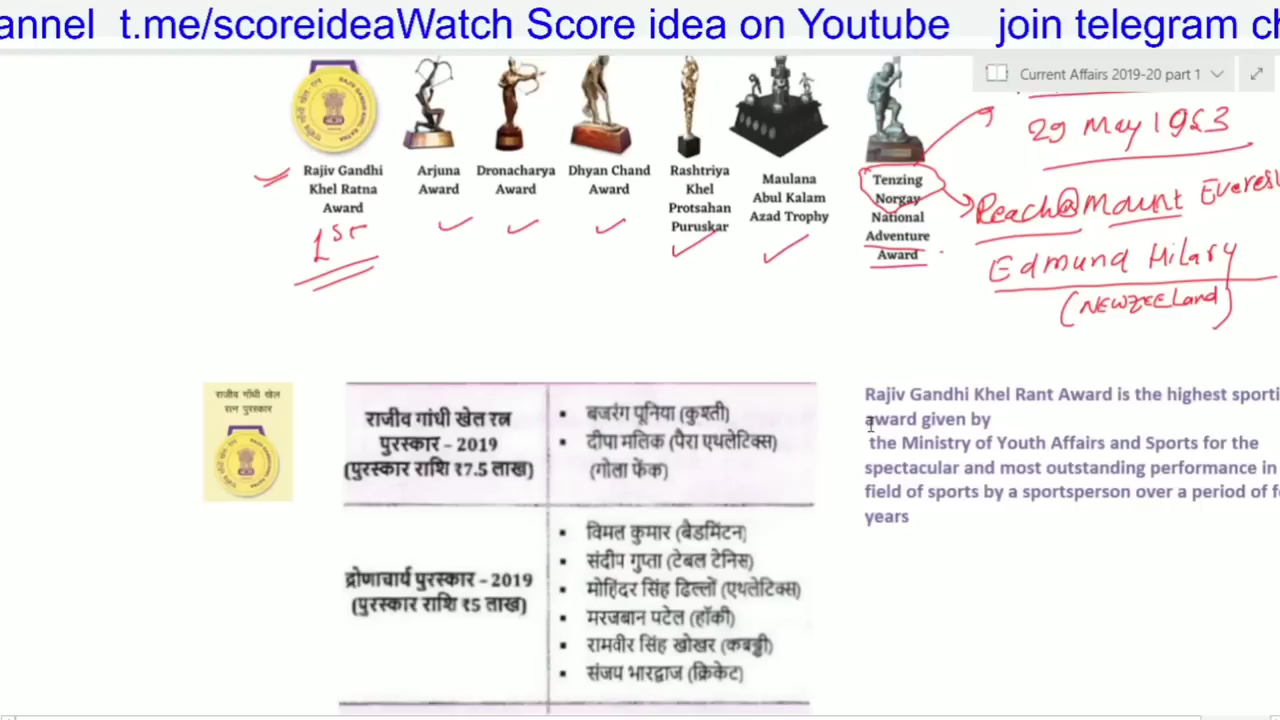 annel t.me/scoreideaWatch Score idea on Youtube join telegram ch
Current Affairs 2019-20 part 1
29 May 1953
Rajiv Gandhi
Khel Ratna
Award
1st
Arjuna
Award
Dronacharya
Award
Dhyan Chand
Award
Rashtriya
Khel
Protsahan
Puruskar
Maulana
Abul Kalam
Azad Trophy
Tenzing
Norgay
National
Adventure
Award
Reach@Mount Everest
Edmund Hilary
(NEWZEELand)
राजीव गांधी खेल
रत्न पुरस्कार
राजीव गांधी खेल रत्न
पुरस्कार – 2019
(पुरस्कार राशि ₹7.5 लाख)
▪ बजरंग पूनिया (कुश्ती)
▪ दीपा मलिक (पैरा एथलेटिक्स)
(गोला फेंक)
Rajiv Gandhi Khel Rant Award is the highest sporti
award given by
the Ministry of Youth Affairs and Sports for the
spectacular and most outstanding performance in
field of sports by a sportsperson over a period of fo
years
द्रोणाचार्य पुरस्कार – 2019
(पुरस्कार राशि ₹5 लाख)
▪ विमल कुमार (बैडमिंटन)
▪ संदीप गुप्ता (टेबल टेनिस)
▪ मोहिंदर सिंह ढिल्लों (एथलेटिक्स)
▪ मरजबान पटेल (हॉकी)
▪ रामवीर सिंह खोखर (कबड्डी)
▪ संजय भारद्वाज (क्रिकेट)